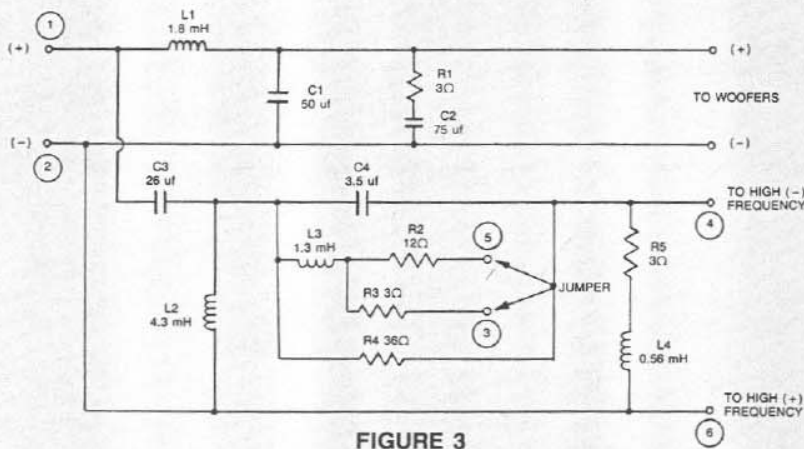 1
L1
1.8 mH
(+)
(+)
R1
3Ω
C1
50 uf
TO WOOFERS
C2
75 uf
(−)
(−)
2
C3
26 uf
C4
3.5 uf
TO HIGH (−)
FREQUENCY
4
L3
1.3 mH
R2
12Ω
5
R5
3Ω
JUMPER
R3 3Ω
3
L2
4.3 mH
R4 36Ω
L4
0.56 mH
TO HIGH (+)
FREQUENCY
6
FIGURE 3